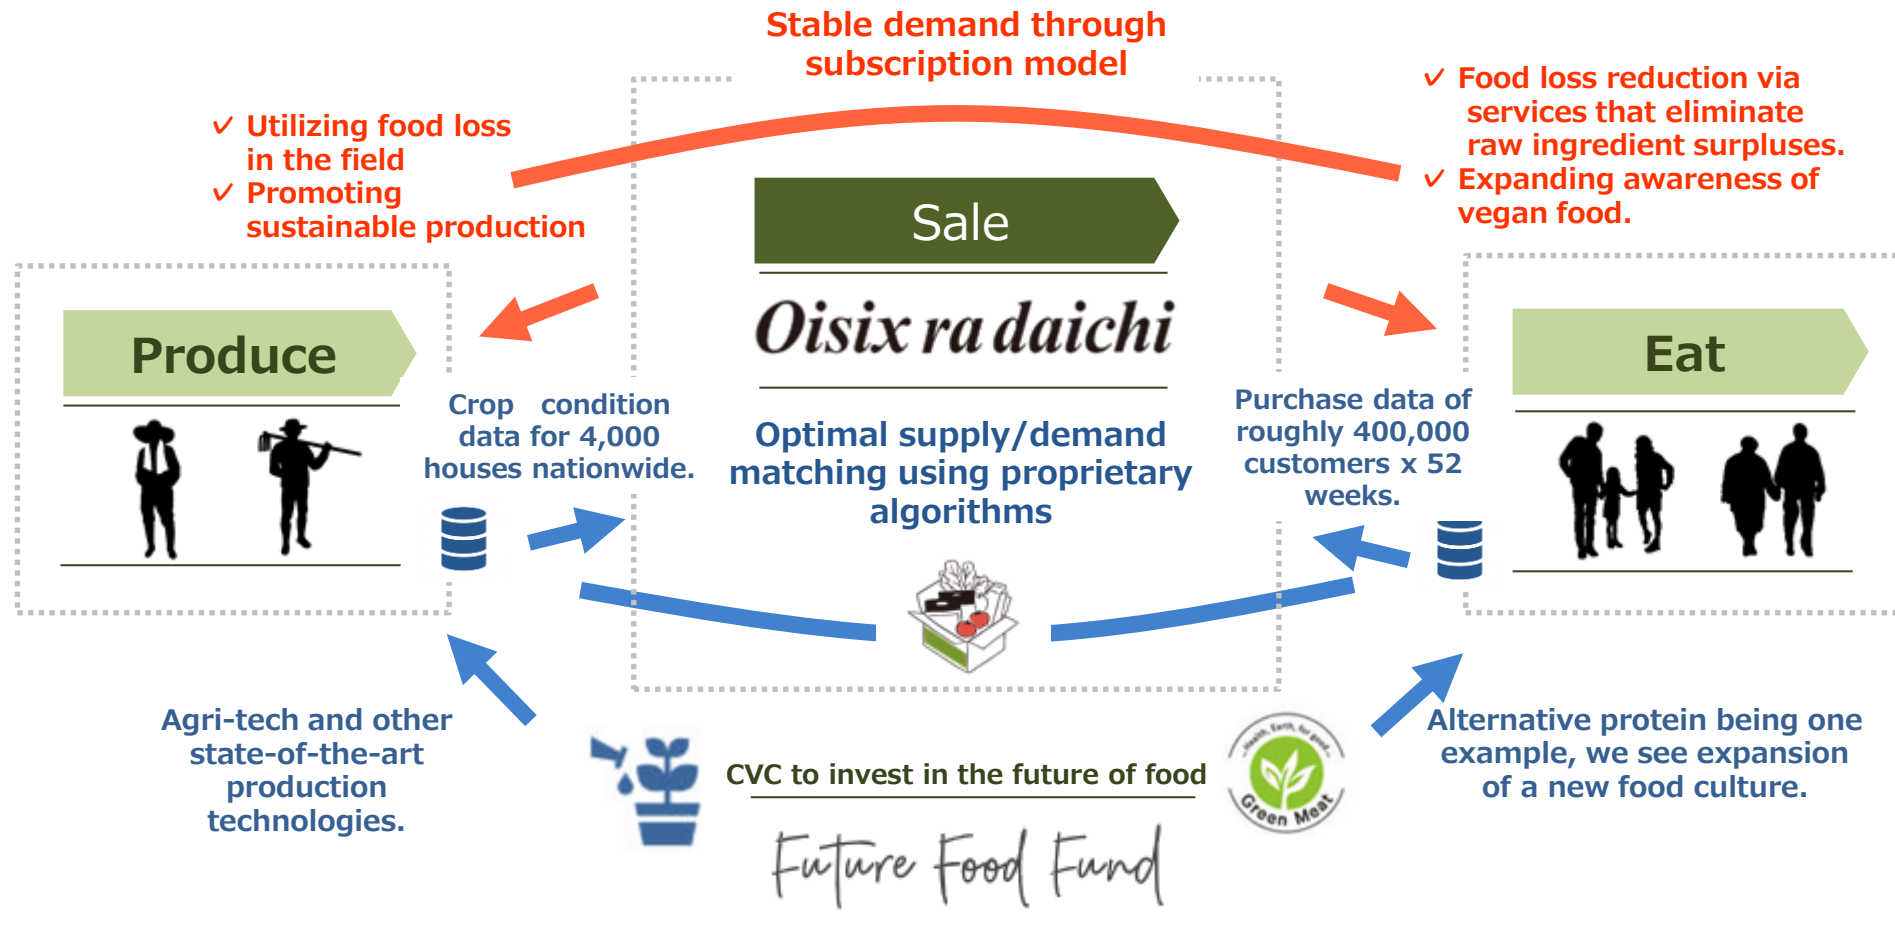 Stable demand through
subscription model
✓ Utilizing food loss
in the field
✓ Promoting
sustainable production
✓ Food loss reduction via
services that eliminate
raw ingredient surpluses.
✓ Expanding awareness of
vegan food.
Sale
Oisix ra daichi
Produce
Eat
Crop condition
data for 4,000
houses nationwide.
Optimal supply/demand
matching using proprietary
algorithms
Purchase data of
roughly 400,000
customers x 52
weeks.
Agri-tech and other
state-of-the-art
production
technologies.
CVC to invest in the future of food
Future Food Fund
Health, Earth, for good...
Green Meat
Alternative protein being one
example, we see expansion
of a new food culture.